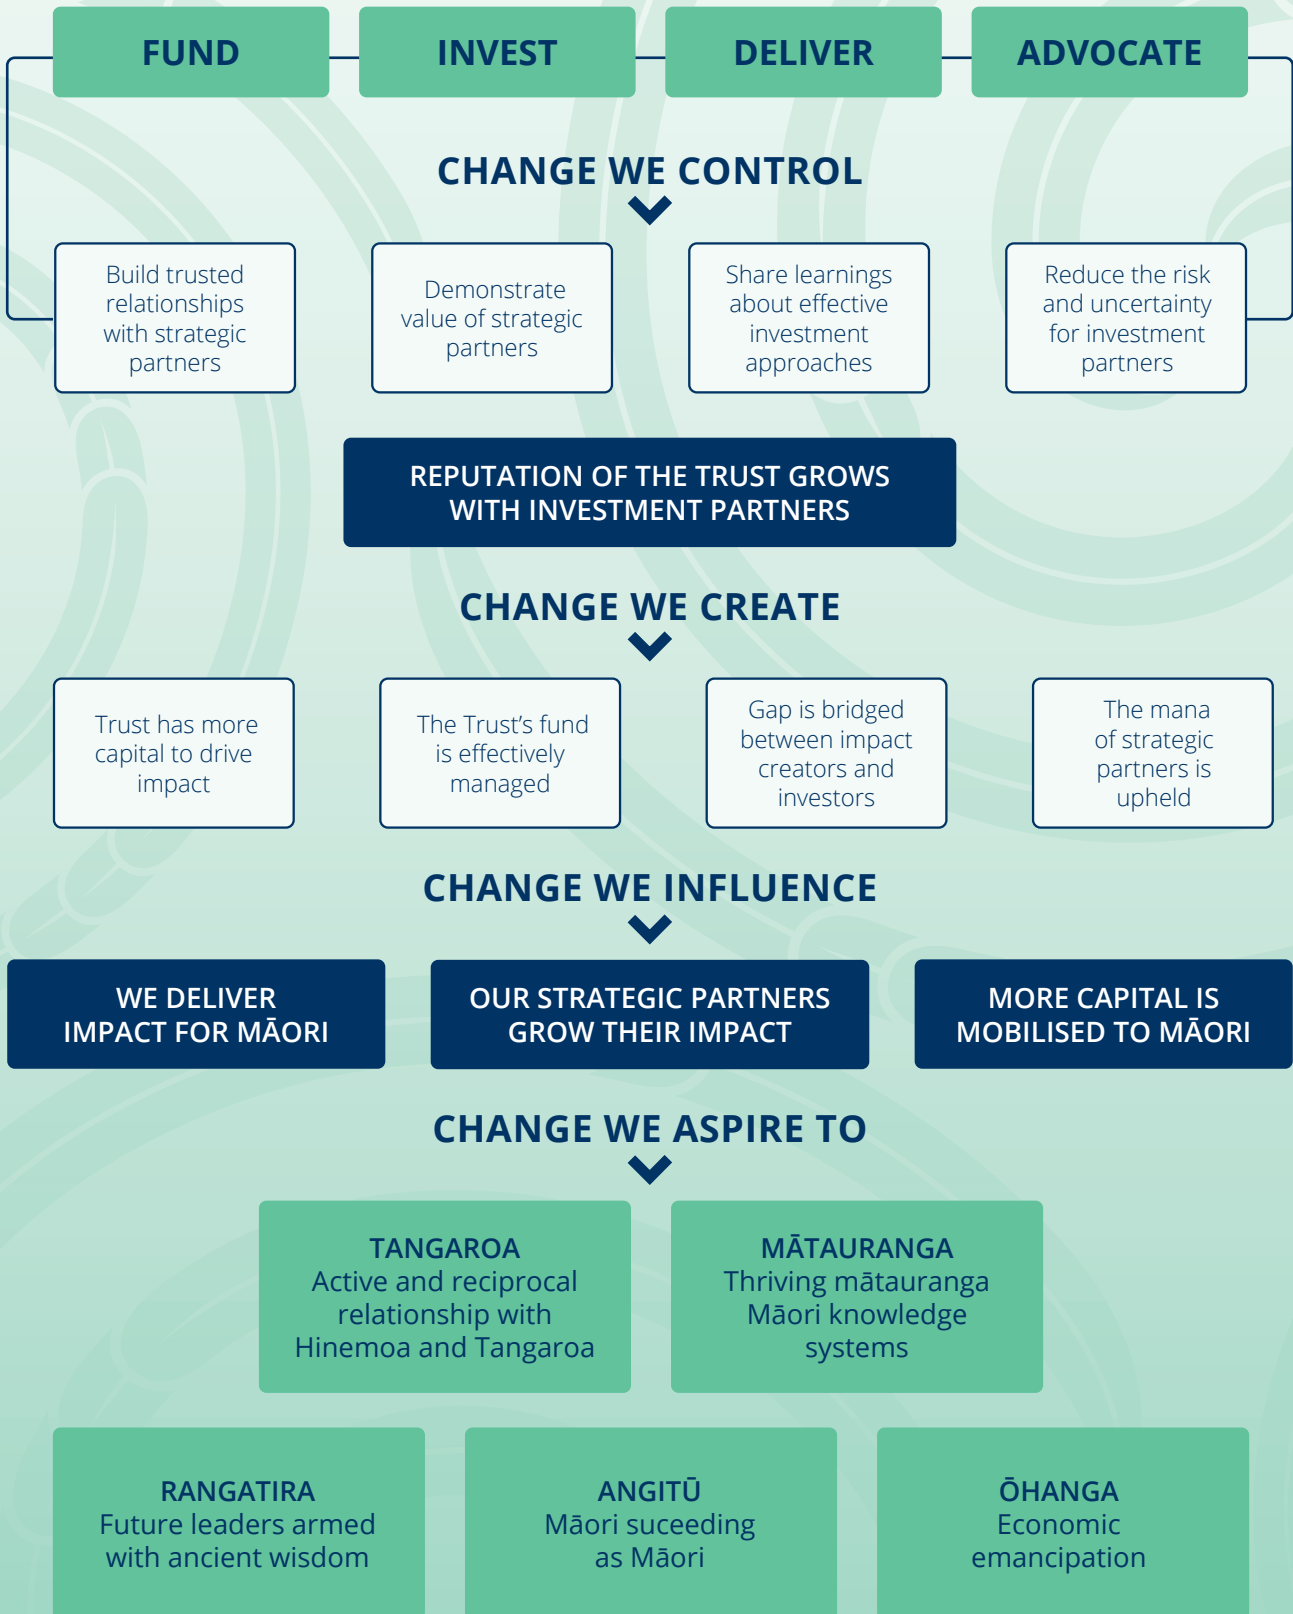 FUND
INVEST
DELIVER
ADVOCATE
CHANGE WE CONTROL
Build trusted
relationships
with strategic
partners
Demonstrate
value of strategic
partners
Share learnings
about effective
investment
approaches
Reduce the risk
and uncertainty
for investment
partners
REPUTATION OF THE TRUST GROWS
WITH INVESTMENT PARTNERS
CHANGE WE CREATE
Trust has more
capital to drive
impact
The Trust’s fund
is effectively
managed
Gap is bridged
between impact
creators and
investors
The mana
of strategic
partners is
upheld
CHANGE WE INFLUENCE
WE DELIVER
IMPACT FOR MĀORI
OUR STRATEGIC PARTNERS
GROW THEIR IMPACT
MORE CAPITAL IS
MOBILISED TO MĀORI
CHANGE WE ASPIRE TO
TANGAROA
Active and reciprocal
relationship with
Hinemoa and Tangaroa
MĀTAURANGA
Thriving mātauranga
Māori knowledge
systems
RANGATIRA
Future leaders armed
with ancient wisdom
ANGITŪ
Māori suceeding
as Māori
ŌHANGA
Economic
emancipation